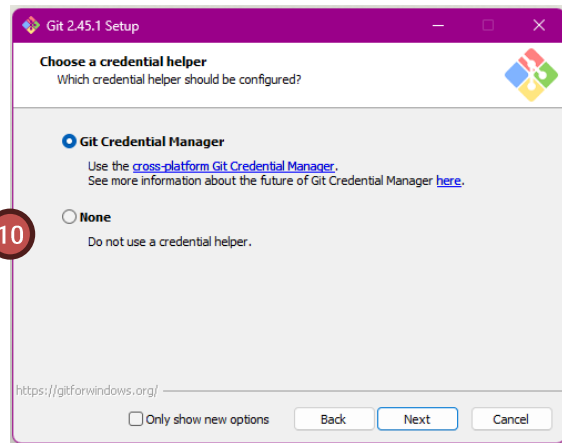 Git 2.45.1 Setup
Choose a credential helper
Which credential helper should be configured?
Git Credential Manager
Use the cross-platform Git Credential Manager.
See more information about the future of Git Credential Manager here.
None
10
Do not use a credential helper.
https://gitforwindows.org/
Only show new options
Back
Next
Cancel